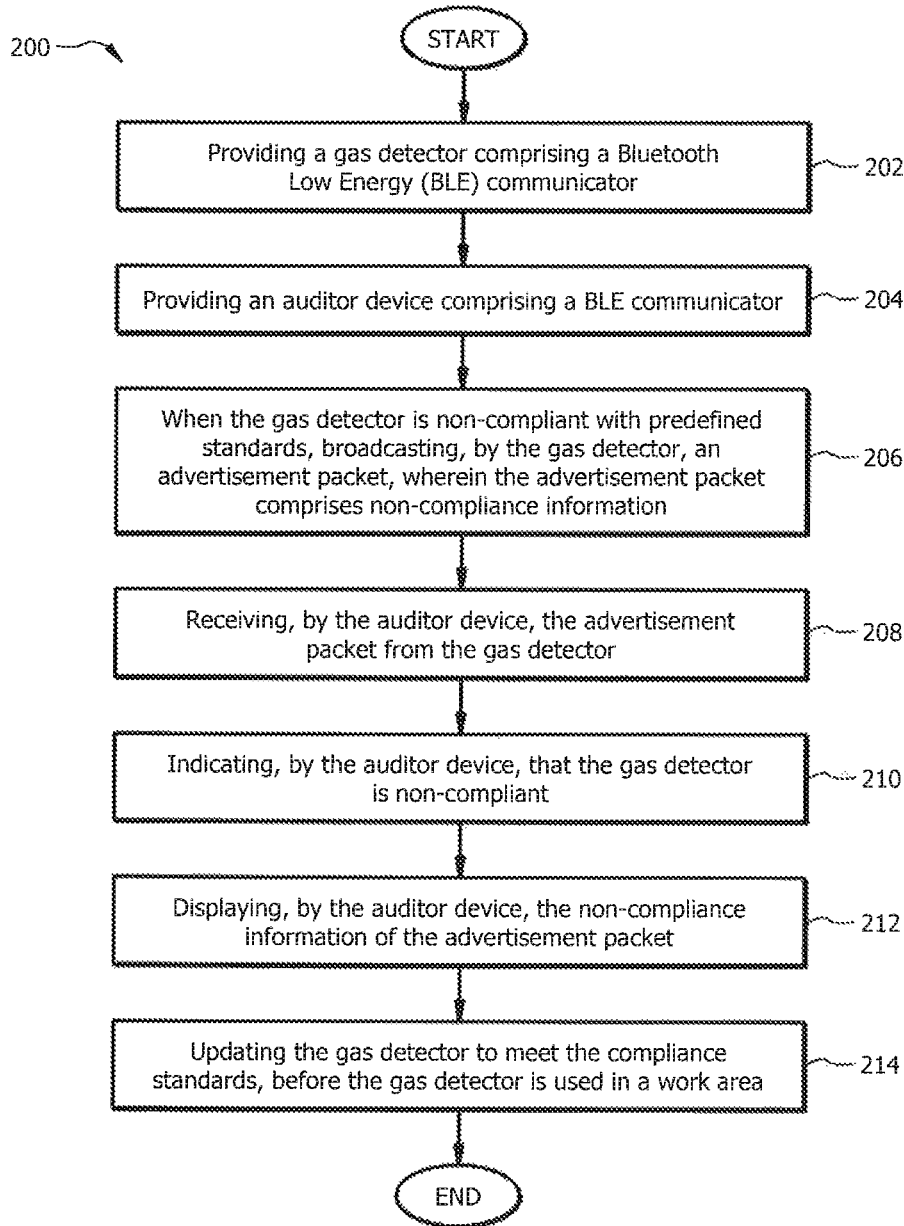 200
START
Providing a gas detector comprising a Bluetooth
Low Energy (BLE) communicator
202
Providing an auditor device comprising a BLE communicator
204
When the gas detector is non-compliant with predefined
standards, broadcasting, by the gas detector, an
advertisement packet, wherein the advertisement packet
comprises non-compliance information
206
Receiving, by the auditor device, the advertisement
packet from the gas detector
208
Indicating, by the auditor device, that the gas detector
is non-compliant
210
Displaying, by the auditor device, the non-compliance
information of the advertisement packet
212
Updating the gas detector to meet the compliance
standards, before the gas detector is used in a work area
214
END